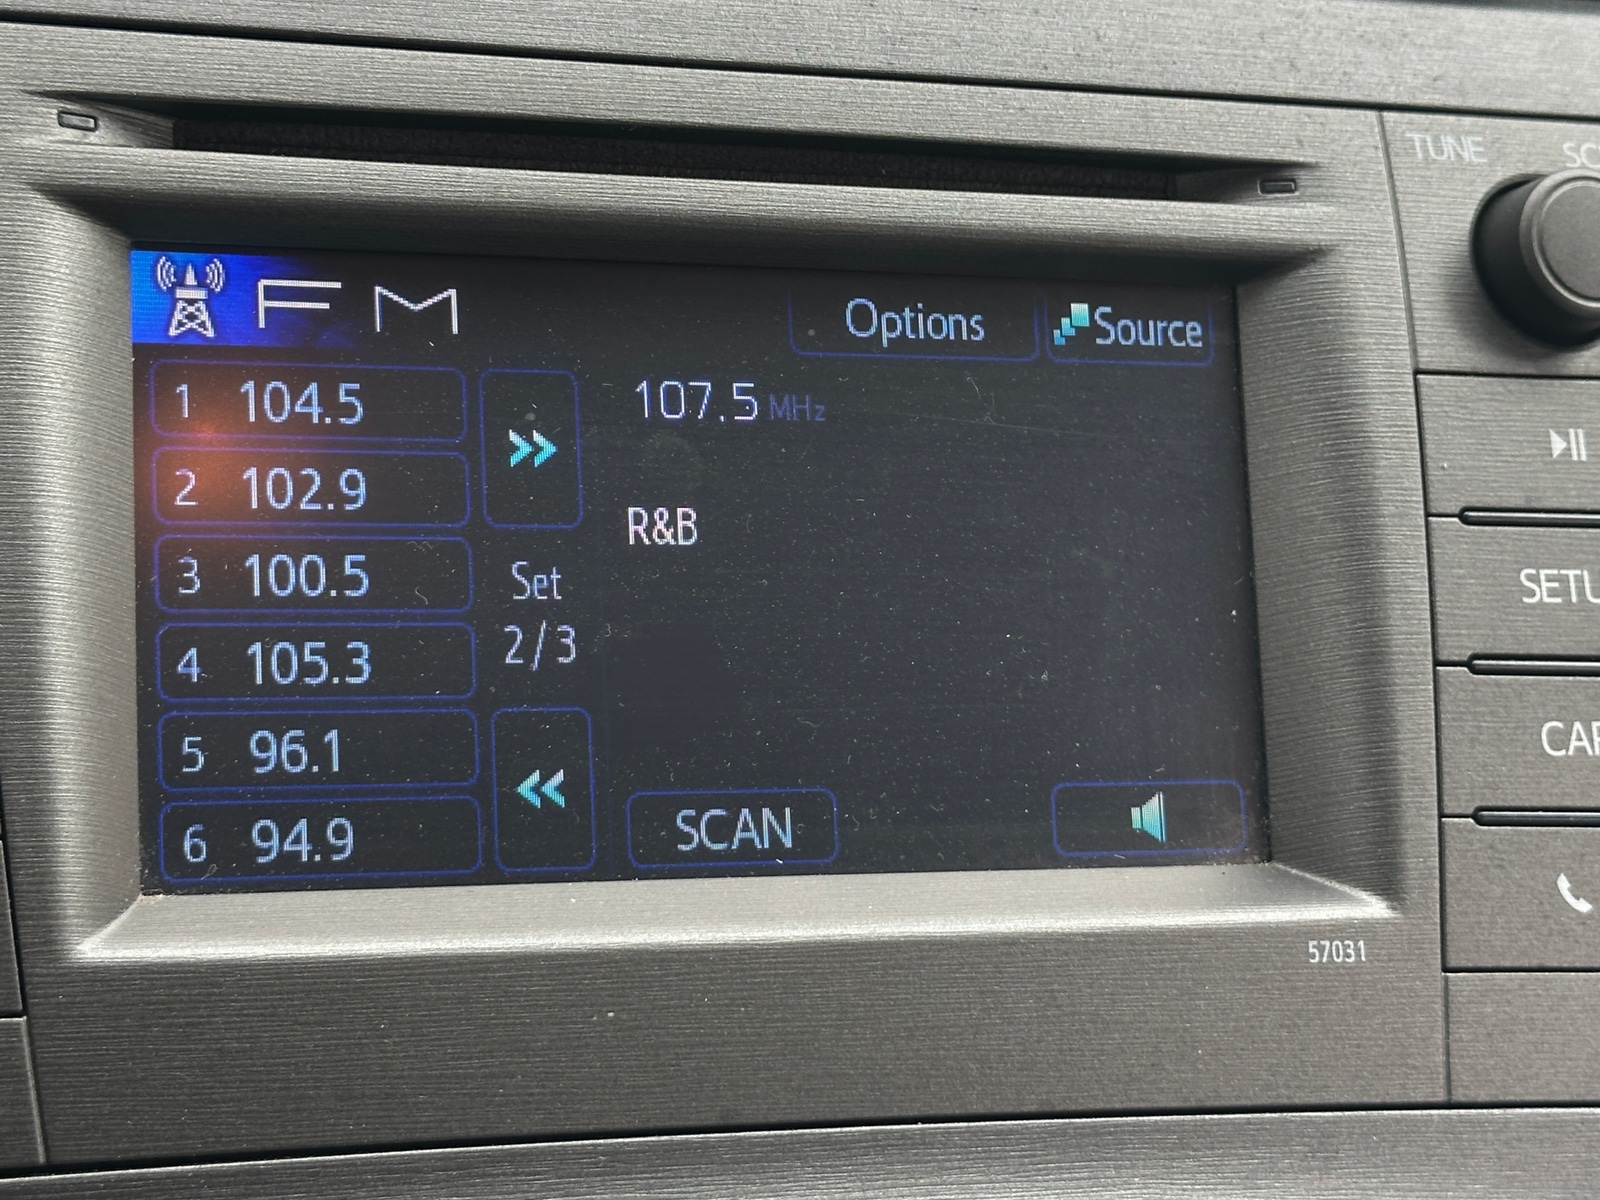 TUNE
FM
Options
Source
1 104.5
107.5 MHz
2 102.9
R&B
3 100.5
Set
2/3
4 105.3
5 96.1
6 94.9
SCAN
57031